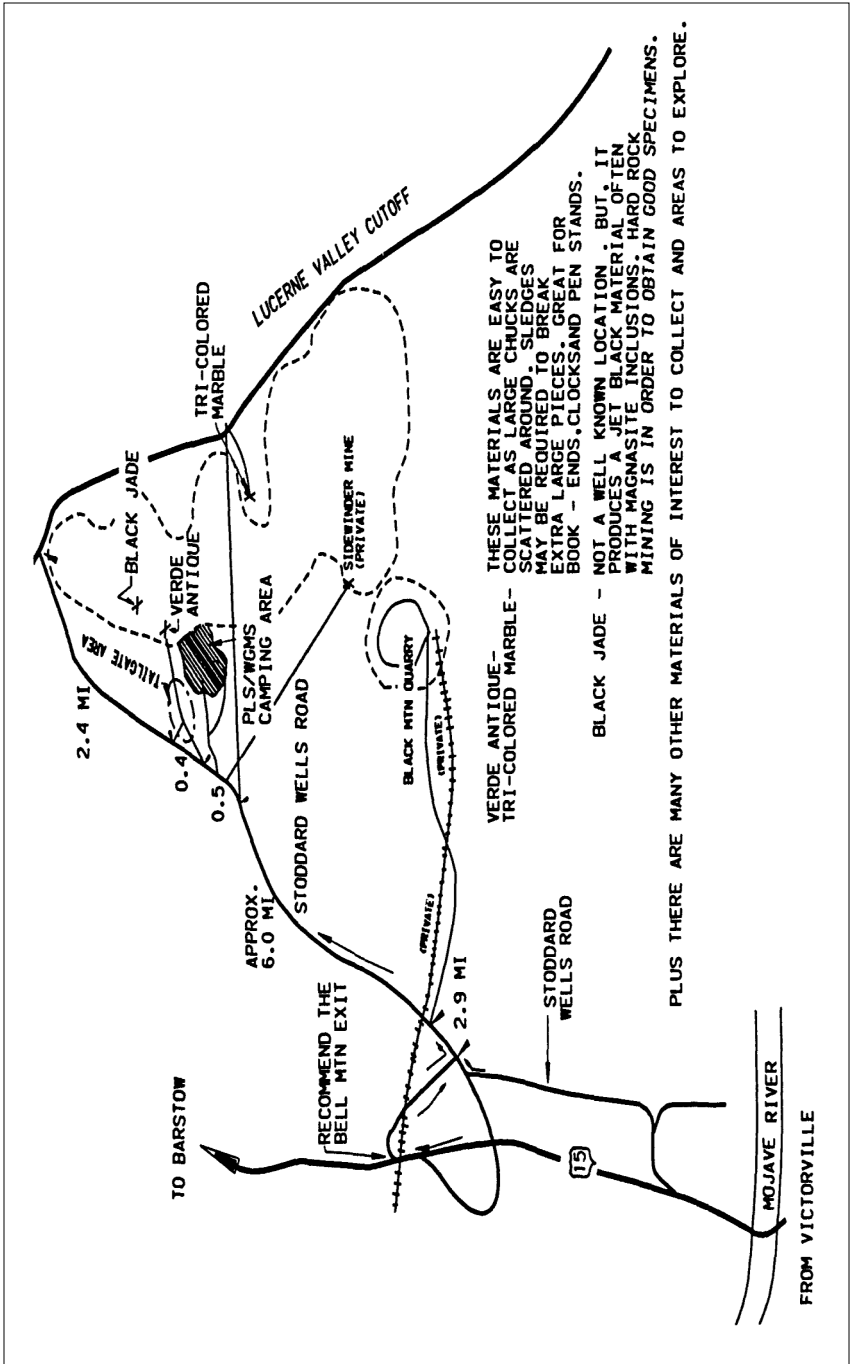 TO BARSTOW
RECOMMEND THE
BELL MTN EXIT
APPROX.
6.0 MI
STODDARD WELLS ROAD
2.4 MI
0.4
0.5
TAILGATE AREA
BLACK JADE
VERDE
ANTIQUE
PLS/WGMS
CAMPING AREA
TRI-COLORED
MARBLE
LUCERNE VALLEY CUTOFF
SIDEWINDER MINE
(PRIVATE)
BLACK MTN QUARRY
(PRIVATE)
(PRIVATE)
2.9 MI
STODDARD
WELLS ROAD
15
MOJAVE RIVER
FROM VICTORVILLE
VERDE ANTIQUE-
TRI-COLORED MARBLE- THESE MATERIALS ARE EASY TO
COLLECT AS LARGE CHUCKS ARE
SCATTERED AROUND. SLEDGES
MAY BE REQUIRED TO BREAK
EXTRA LARGE PIECES. GREAT FOR
BOOK - ENDS,CLOCKSAND PEN STANDS.
BLACK JADE - NOT A WELL KNOWN LOCATION . BUT, IT
PRODUCES A JET BLACK MATERIAL OFTEN
WITH MAGNASITE INCLUSIONS. HARD ROCK
MINING IS IN ORDER TO OBTAIN GOOD SPECIMENS.
PLUS THERE ARE MANY OTHER MATERIALS OF INTEREST TO COLLECT AND AREAS TO EXPLORE.